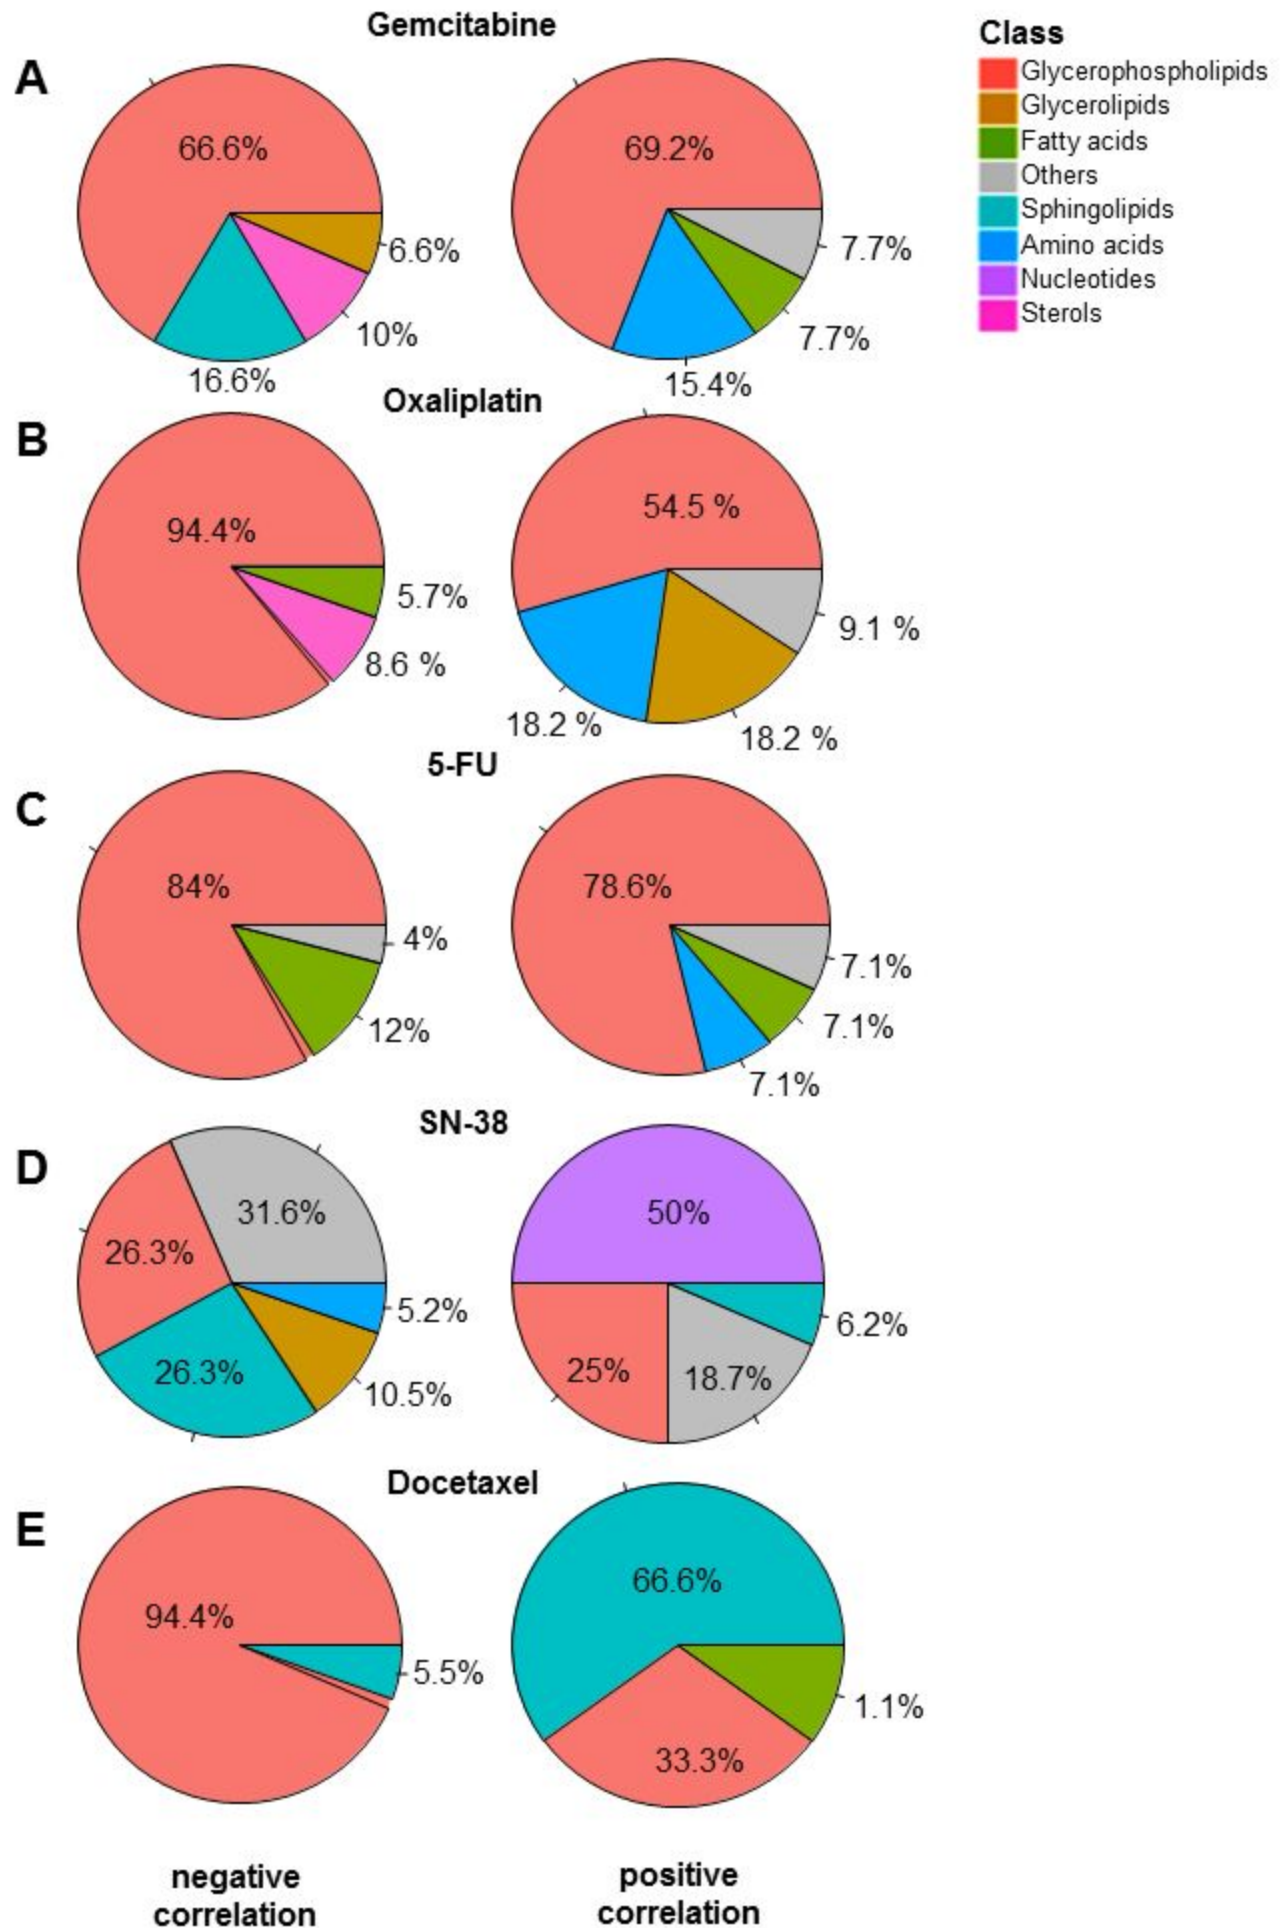 Gemcitabine
Class
Glycerophospholipids
Glycerolipids
Fatty acids
Others
Sphingolipids
Amino acids
Nucleotides
Sterols
A
66.6%
6.6%
10%
16.6%
69.2%
7.7%
7.7%
15.4%
Oxaliplatin
B
94.4%
5.7%
8.6 %
54.5 %
9.1 %
18.2 %
18.2 %
5-FU
C
84%
4%
12%
78.6%
7.1%
7.1%
7.1%
SN-38
D
31.6%
26.3%
5.2%
26.3%
10.5%
50%
6.2%
25%
18.7%
Docetaxel
E
94.4%
5.5%
66.6%
1.1%
33.3%
negative
correlation
positive
correlation